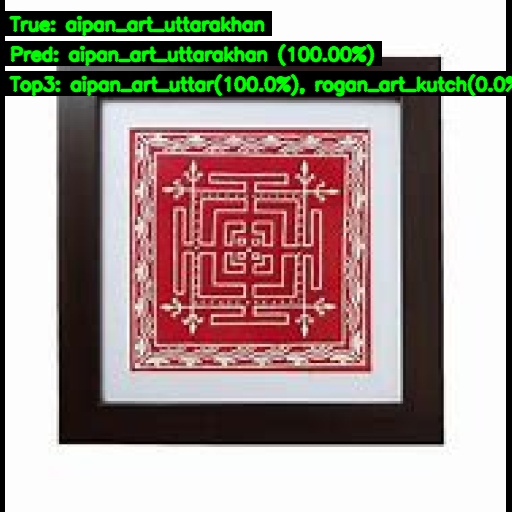 True: aipan_art_uttarakhan
Pred: aipan_art_uttarakhan (100.00%)
Top3: aipan_art_uttar(100.0%), rogan_art_kutch(0.0%